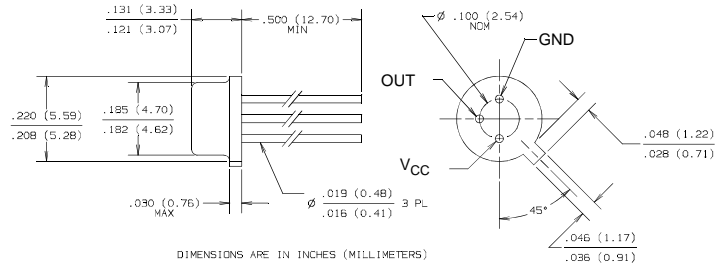 .131 (3.33)
.121 (3.07)
.500 (12.70)
MIN
Ø .100 (2.54)
NOM
GND
OUT
.220 (5.59)
.208 (5.28)
.185 (4.70)
.182 (4.62)
.048 (1.22)
.028 (0.71)
VCC
.030 (0.76)
MAX
Ø .019 (0.48)
.016 (0.41)
3 PL
45°
.046 (1.17)
.036 (0.91)
DIMENSIONS ARE IN INCHES (MILLIMETERS)